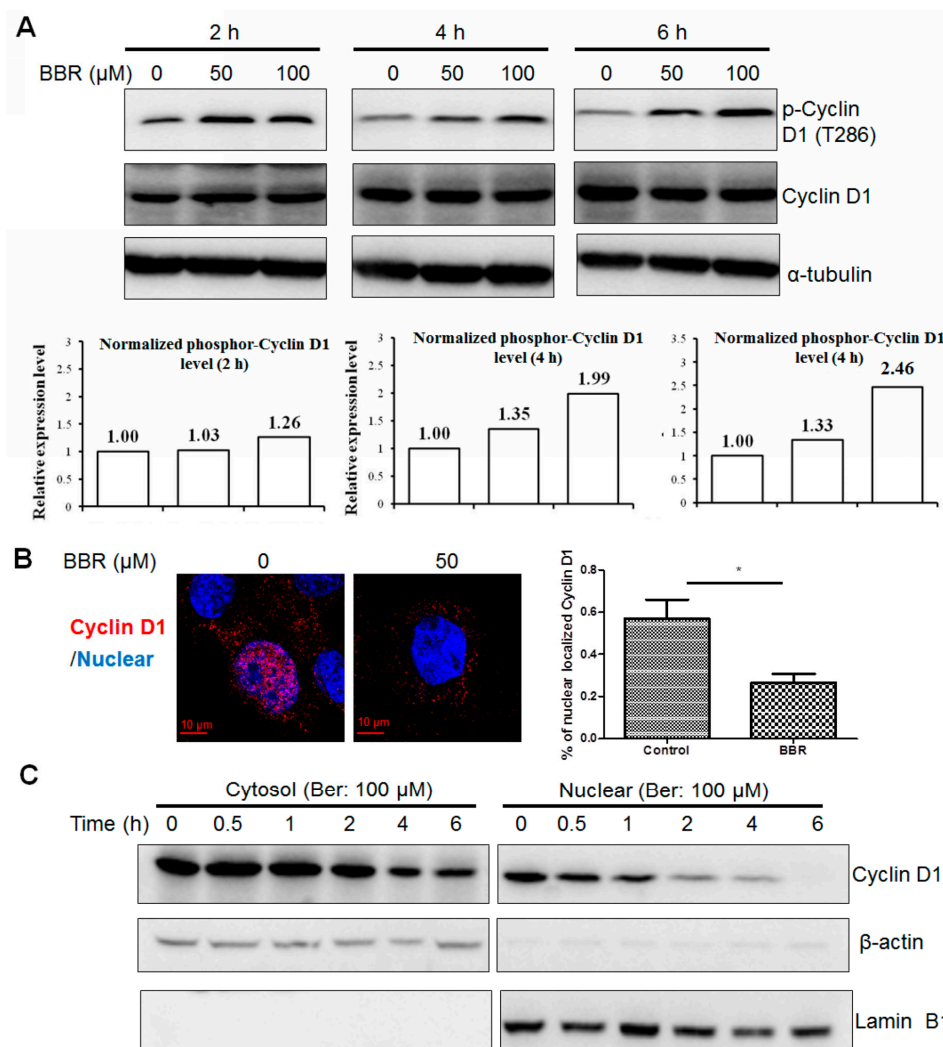 A
2 h 4 h 6 h
BBR (µM) 0 50 100 0 50 100 0 50 100
p-Cyclin
D1 (T286)
Cyclin D1
α-tubulin
Normalized phosphor-Cyclin D1
level (2 h)
Relative expression level
3
2.5
2
1.5
1
0.5
0
1.00 1.03 1.26
Normalized phosphor-Cyclin D1
level (4 h)
Relative expression level
3
2.5
2
1.5
1
0.5
0
1.00 1.35 1.99
Normalized phosphor-Cyclin D1
level (4 h)
3.5
3
2.5
2
1.5
1
0.5
0
1.00 1.33 2.46
B
BBR (µM) 0 50
Cyclin D1
/Nuclear
10 µm
10 µm
% of nuclear localized Cyclin D1
0.8
0.6
0.4
0.2
0.0
*
Control BBR
C
Cytosol (Ber: 100 µM) Nuclear (Ber: 100 µM)
Time (h) 0 0.5 1 2 4 6 0 0.5 1 2 4 6
Cyclin D1
β-actin
Lamin B1